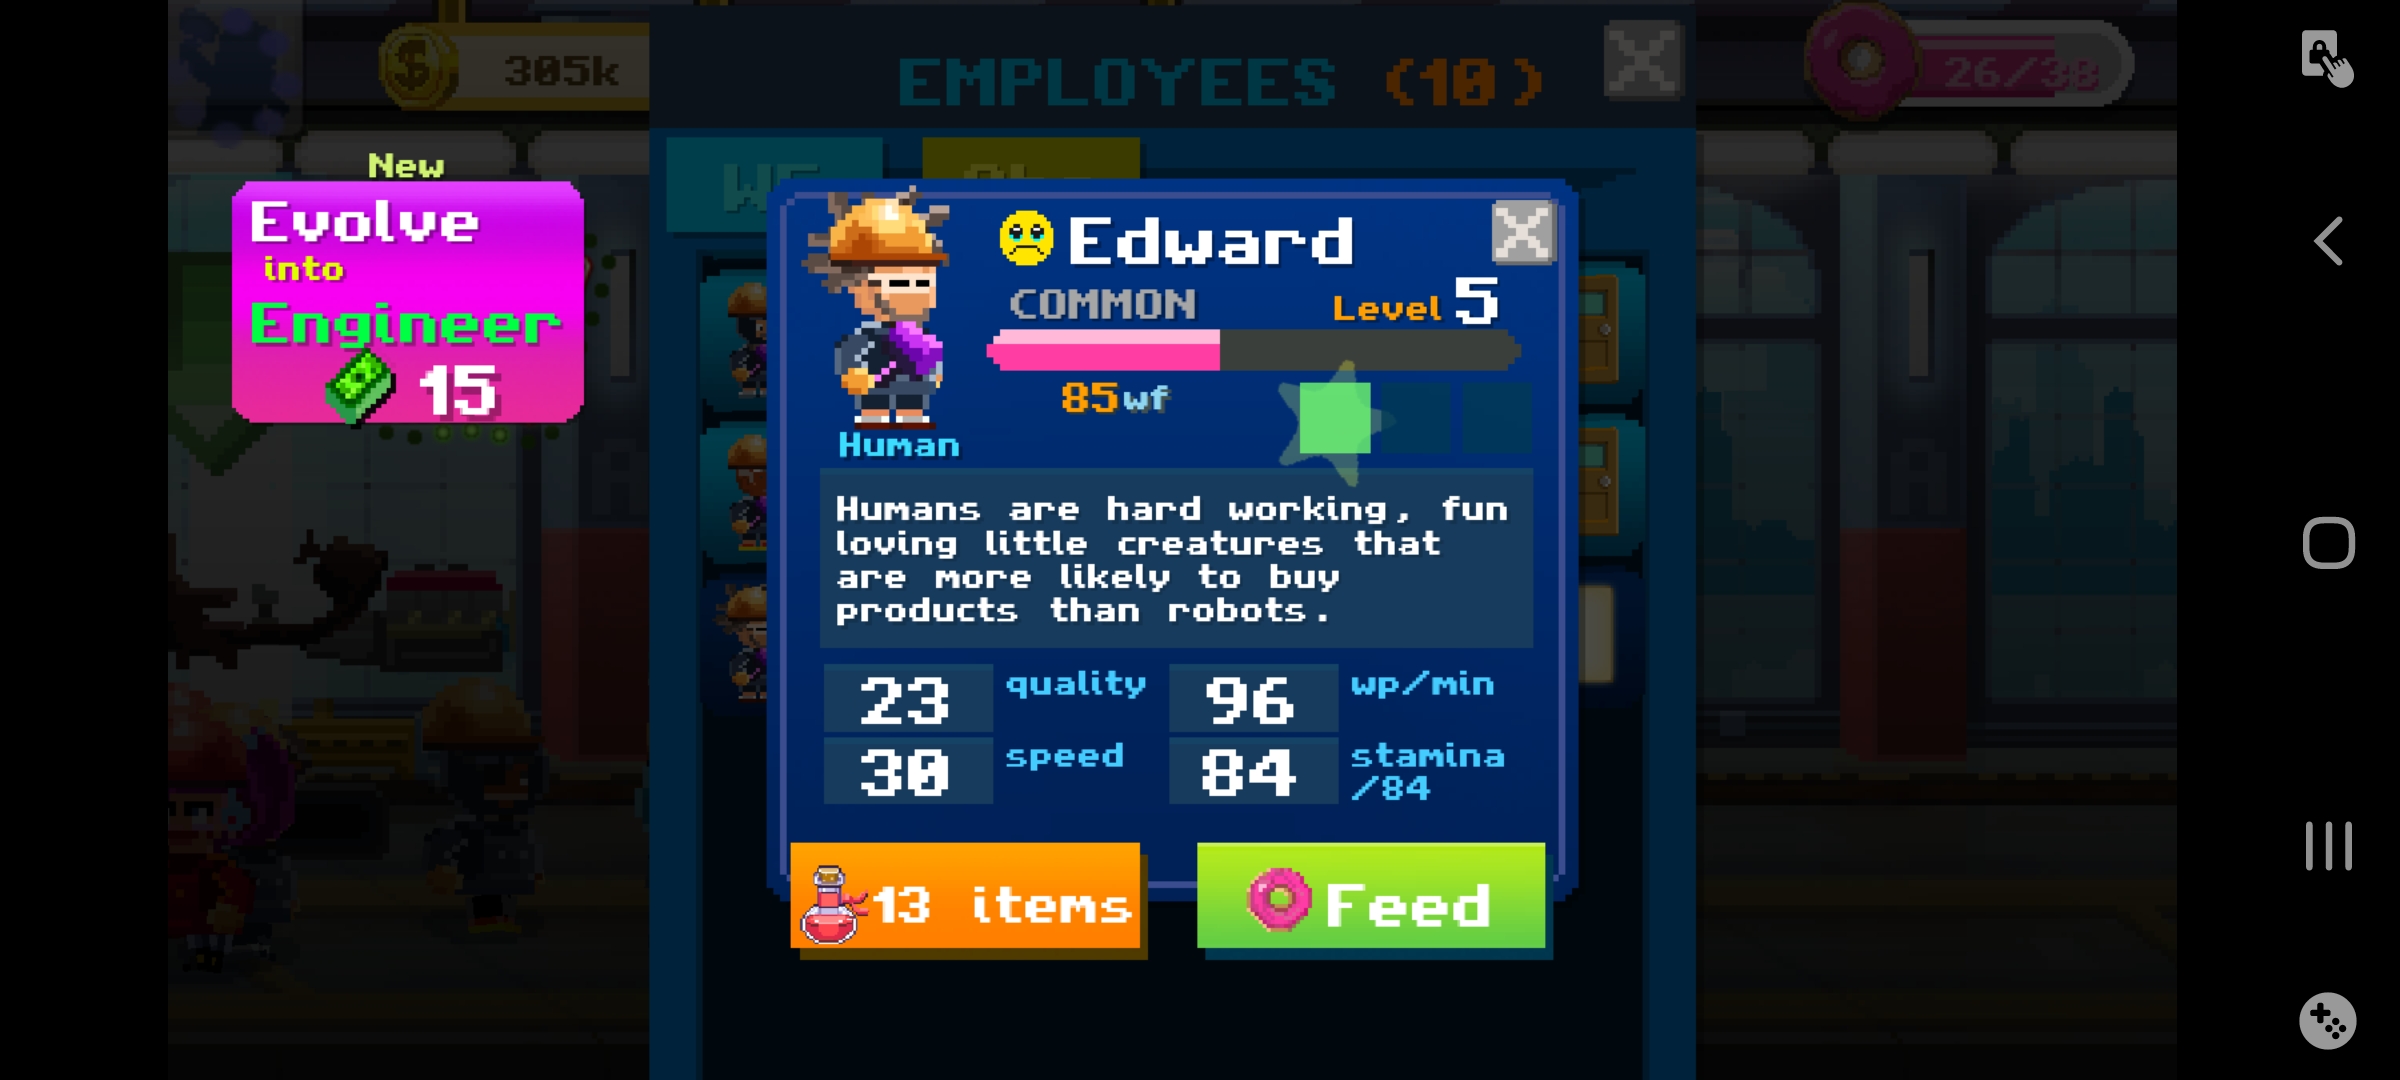 305k
EMPLOYEES (10)
26/38
New
Evolve
into
Engineer
15
Edward
COMMON
Level 5
85wf
Human
Humans are hard working, fun
loving little creatures that
are more likely to buy
products than robots.
23 quality
96 wp/min
30 speed
84 stamina
/84
13 items
Feed